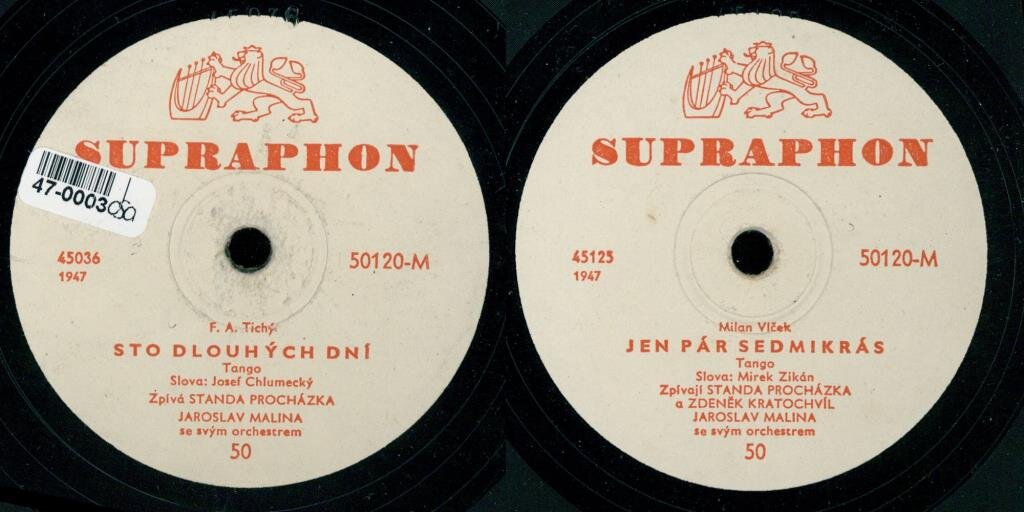 SUPRAPHON
47-0003
45036
1947
50120-M
F. A. Tichý
STO DLOUHÝCH DNÍ
Tango
Slova: Josef Chlumecký
Zpívá STANDA PROCHÁZKA
JAROSLAV MALINA
se svým orchestrem
50
SUPRAPHON
45125
1947
50120-M
Milan Vlček
JEN PÁR SEDMIKRÁS
Tango
Slova: Mirek Zikán
Zpívají STANDA PROCHÁZKA
a ZDENĚK KRATOCHVÍL
JAROSLAV MALINA
se svým orchestrem
50